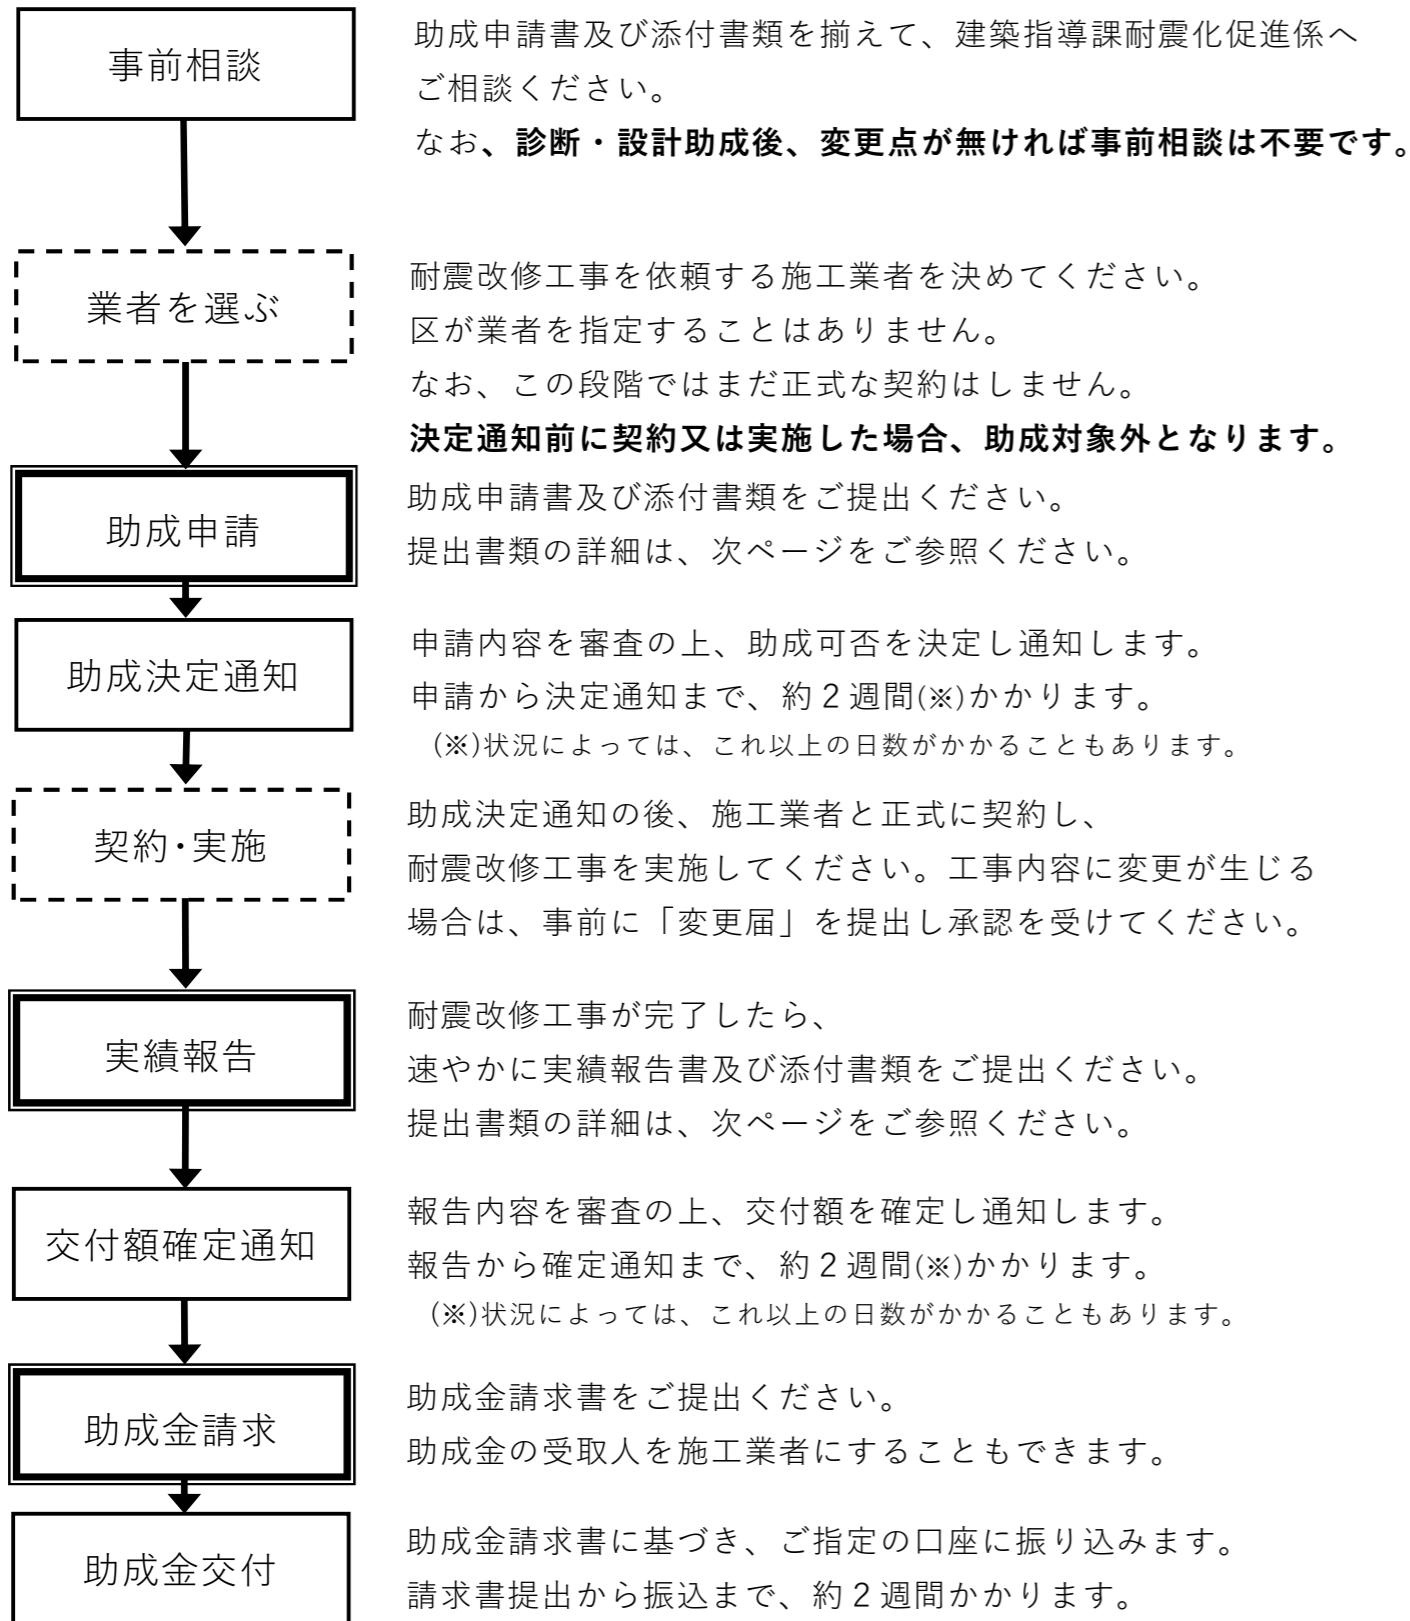 事前相談
助成申請書及び添付書類を揃えて、建築指導課耐震化促進係へ
ご相談ください。
なお、診断・設計助成後、変更点が無ければ事前相談は不要です。
業者を選ぶ
耐震改修工事を依頼する施工業者を決めてください。
区が業者を指定することはありません。
なお、この段階ではまだ正式な契約はしません。
決定通知前に契約又は実施した場合、助成対象外となります。
助成申請
助成申請書及び添付書類をご提出ください。
提出書類の詳細は、次ページをご参照ください。
助成決定通知
申請内容を審査の上、助成可否を決定し通知します。
申請から決定通知まで、約２週間(※)かかります。
(※)状況によっては、これ以上の日数がかかることもあります。
契約･実施
助成決定通知の後、施工業者と正式に契約し、
耐震改修工事を実施してください。工事内容に変更が生じる
場合は、事前に「変更届」を提出し承認を受けてください。
実績報告
耐震改修工事が完了したら、
速やかに実績報告書及び添付書類をご提出ください。
提出書類の詳細は、次ページをご参照ください。
交付額確定通知
報告内容を審査の上、交付額を確定し通知します。
報告から確定通知まで、約２週間(※)かかります。
(※)状況によっては、これ以上の日数がかかることもあります。
助成金請求
助成金請求書をご提出ください。
助成金の受取人を施工業者にすることもできます。
助成金交付
助成金請求書に基づき、ご指定の口座に振り込みます。
請求書提出から振込まで、約２週間かかります。